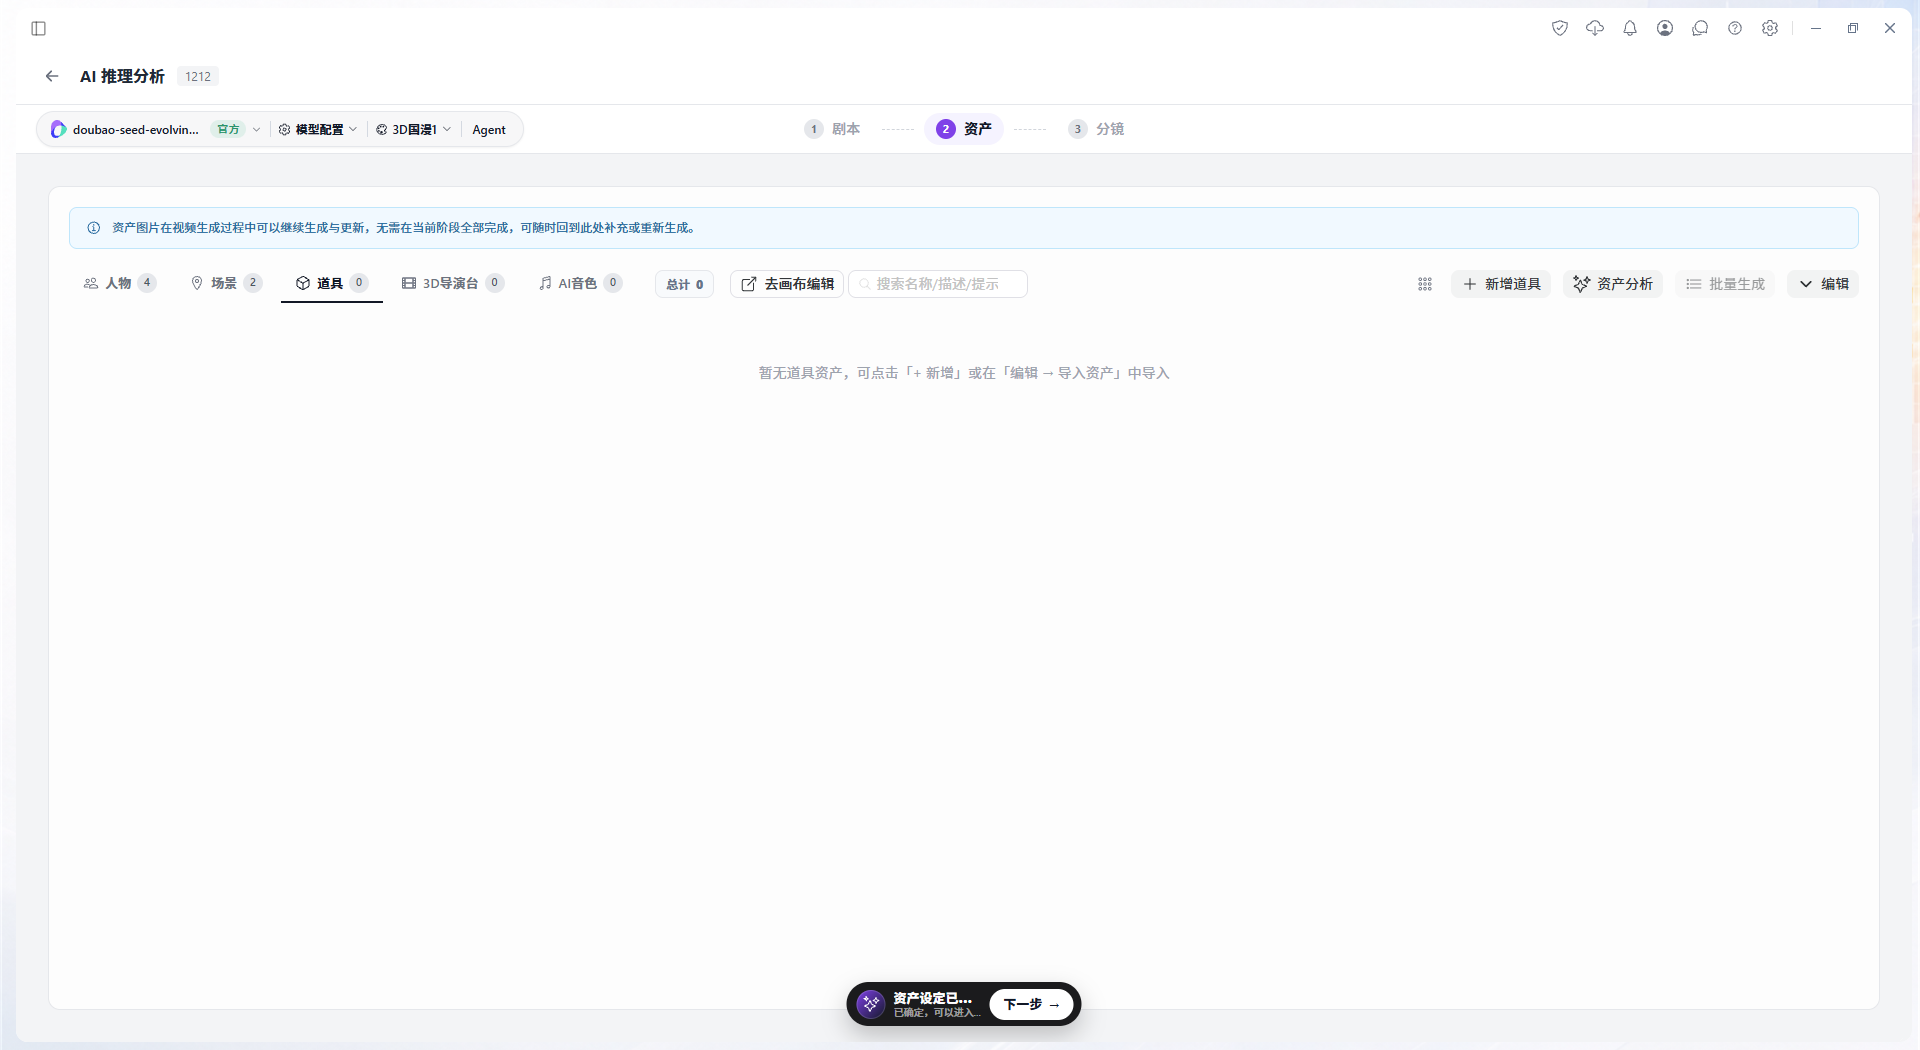 AI 推理分析 1212
doubao-seed-evolvin... 官方 模型配置 3D国漫1 Agent
1 剧本 2 资产 3 分镜
资产图片在视频生成过程中可以继续生成与更新，无需在当前阶段全部完成，可随时回到此处补充或重新生成。
人物 4 场景 2 道具 0 3D导演台 0 AI音色 0 总计 0 去画布编辑 搜索名称/描述/提示 新增道具 资产分析 批量生成 编辑
暂无道具资产，可点击「+ 新增」或在「编辑 → 导入资产」中导入
资产设定已...
已确定，可以进入...
下一步 →